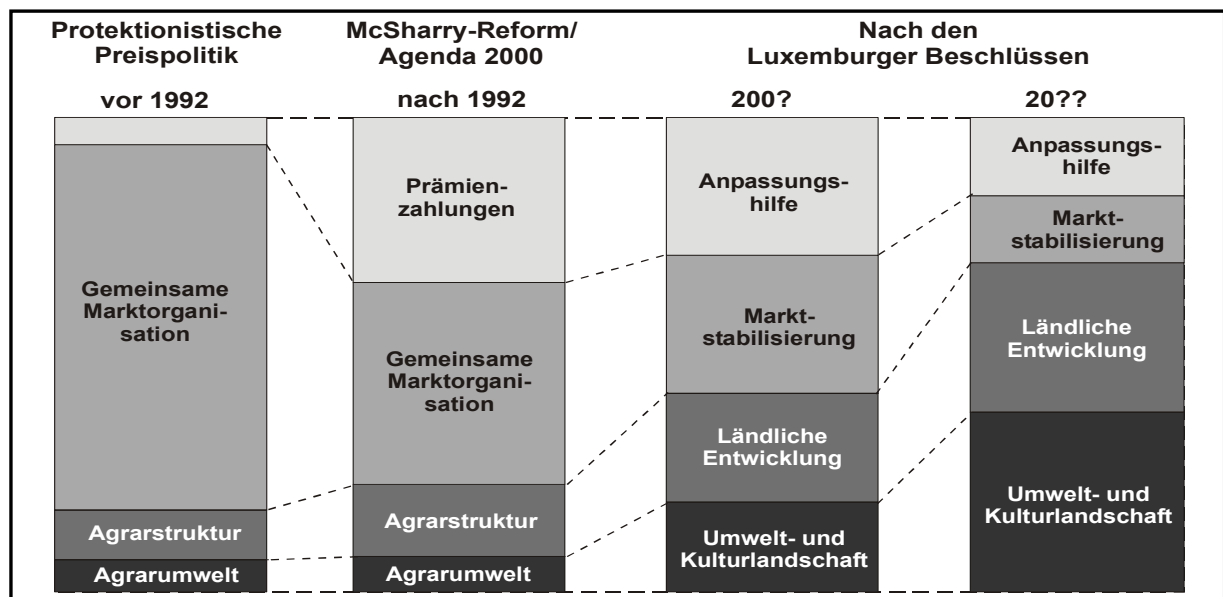 Protektionistische
Preispolitik
vor 1992
McSharry-Reform/
Agenda 2000
nach 1992
Nach den
Luxemburger Beschlüssen
200?
20??
Gemeinsame
Marktorgani-
sation
Agrarstruktur
Agrarumwelt
Prämien-
zahlungen
Gemeinsame
Marktorgani-
sation
Agrarstruktur
Agrarumwelt
Anpassungs-
hilfe
Markt-
stabilisierung
Ländliche
Entwicklung
Umwelt- und
Kulturlandschaft
Anpassungs-
hilfe
Markt-
stabilisierung
Ländliche
Entwicklung
Umwelt- und
Kulturlandschaft